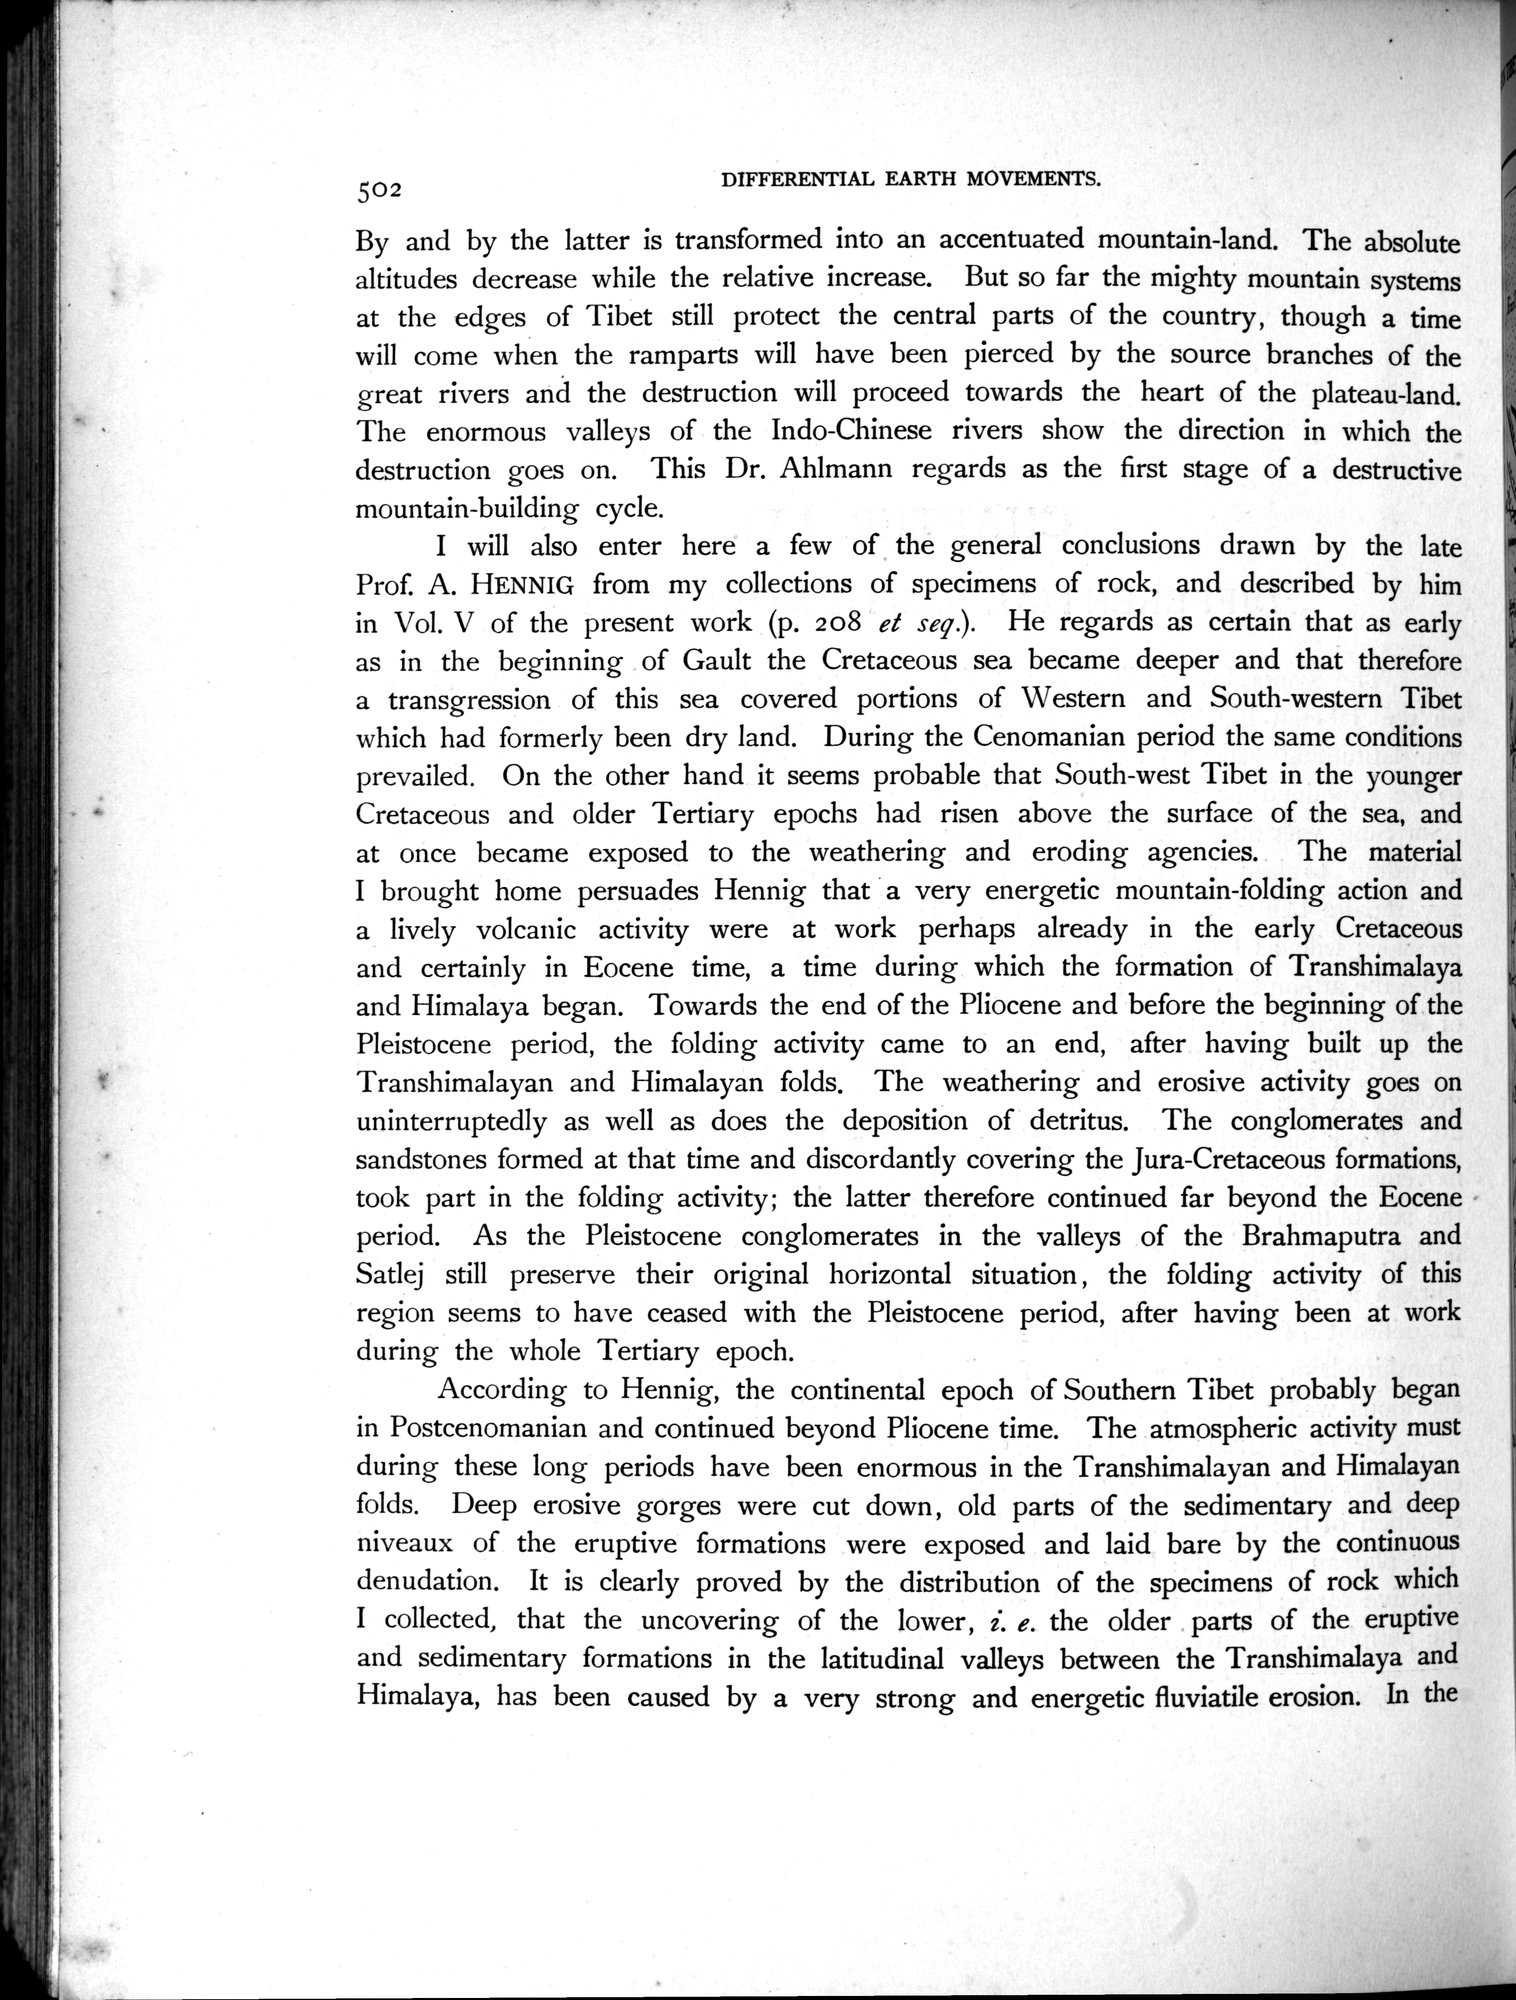 502
DIFFERENTIAL EARTH MOVEMENTS.
By and by the latter is transformed into an accentuated mountain-land. The absolute
altitudes decrease while the relative increase. But so far the mighty mountain systems
at the edges of Tibet still protect the central parts of the country, though a time
will come when the ramparts will have been pierced by the source branches of the
great rivers and the destruction will proceed towards the heart of the plateau-land.
The enormous valleys of the Indo-Chinese rivers show the direction in which the
destruction goes on. This Dr. Ahlmann regards as the first stage of a destructive
mountain-building cycle.
I will also enter here a few of the general conclusions drawn by the late
Prof. A. HENNIG from my collections of specimens of rock, and described by him
in Vol. V of the present work (p. 208 et seq.). He regards as certain that as early
as in the beginning of Gault the Cretaceous sea became deeper and that therefore
a transgression of this sea covered portions of Western and South-western Tibet
which had formerly been dry land. During the Cenomanian period the same conditions
prevailed. On the other hand it seems probable that South-west Tibet in the younger
Cretaceous and older Tertiary epochs had risen above the surface of the sea, and
at once became exposed to the weathering and eroding agencies. The material
I brought home persuades Hennig that a very energetic mountain-folding action and
a lively volcanic activity were at work perhaps already in the early Cretaceous
and certainly in Eocene time, a time during which the formation of Transhimalaya
and Himalaya began. Towards the end of the Pliocene and before the beginning of the
Pleistocene period, the folding activity came to an end, after having built up the
Transhimalayan and Himalayan folds. The weathering and erosive activity goes on
uninterruptedly as well as does the deposition of detritus. The conglomerates and
sandstones formed at that time and discordantly covering the Jura-Cretaceous formations,
took part in the folding activity; the latter therefore continued far beyond the Eocene
period. As the Pleistocene conglomerates in the valleys of the Brahmaputra and
Satlej still preserve their original horizontal situation, the folding activity of this
region seems to have ceased with the Pleistocene period, after having been at work
during the whole Tertiary epoch.
According to Hennig, the continental epoch of Southern Tibet probably began
in Postcenomanian and continued beyond Pliocene time. The atmospheric activity must
during these long periods have been enormous in the Transhimalayan and Himalayan
folds. Deep erosive gorges were cut down, old parts of the sedimentary and deep
niveaux of the eruptive formations were exposed and laid bare by the continuous
denudation. It is clearly proved by the distribution of the specimens of rock which
I collected, that the uncovering of the lower, i. e. the older parts of the eruptive
and sedimentary formations in the latitudinal valleys between the Transhimalaya and
Himalaya, has been caused by a very strong and energetic fluviatile erosion. In the